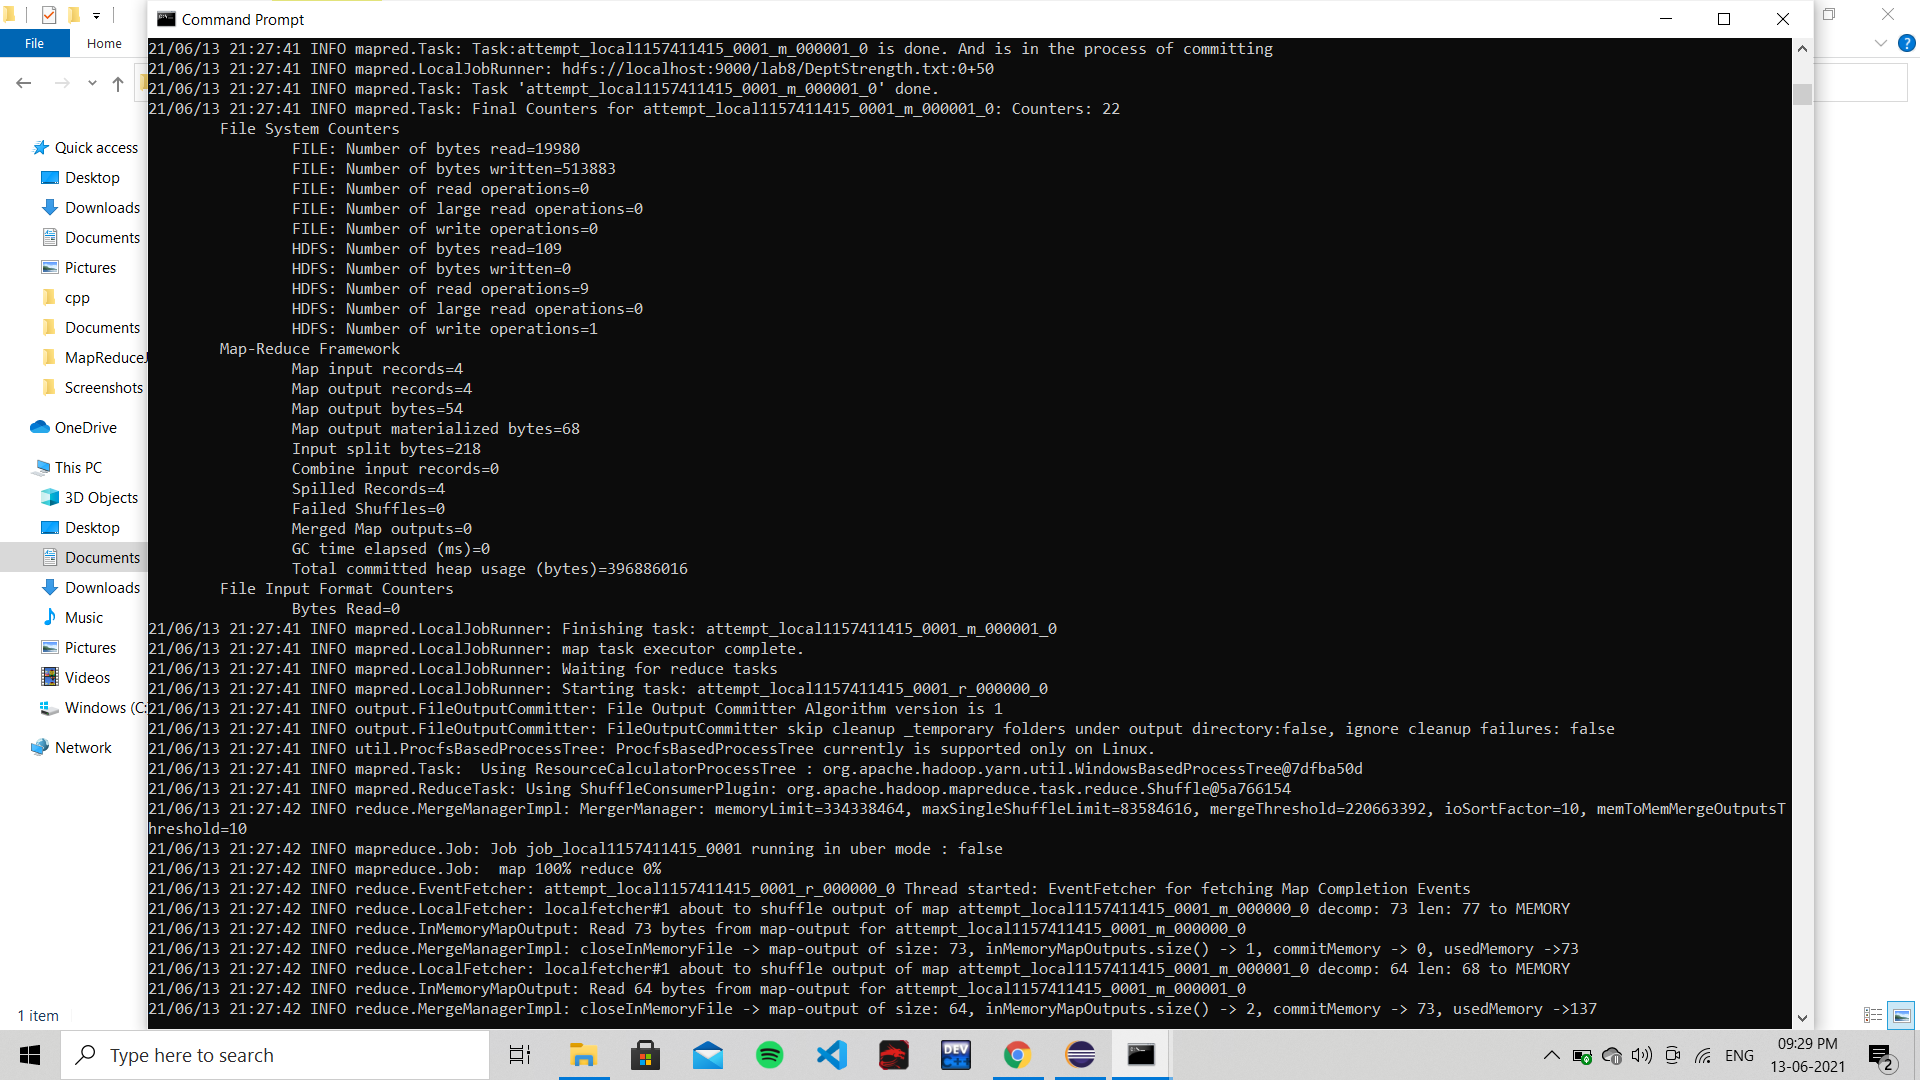 Command Prompt
File
Home
21/06/13 21:27:41 INFO mapred.Task: Task:attempt_local1157411415_0001_m_000001_0 is done. And is in the process of committing
21/06/13 21:27:41 INFO mapred.LocalJobRunner: hdfs://localhost:9000/lab8/DeptStrength.txt:0+50
21/06/13 21:27:41 INFO mapred.Task: Task 'attempt_local1157411415_0001_m_000001_0' done.
21/06/13 21:27:41 INFO mapred.Task: Final Counters for attempt_local1157411415_0001_m_000001_0: Counters: 22
File System Counters
FILE: Number of bytes read=19980
FILE: Number of bytes written=513883
FILE: Number of read operations=0
FILE: Number of large read operations=0
FILE: Number of write operations=0
HDFS: Number of bytes read=109
HDFS: Number of bytes written=0
HDFS: Number of read operations=9
HDFS: Number of large read operations=0
HDFS: Number of write operations=1
Map-Reduce Framework
Map input records=4
Map output records=4
Map output bytes=54
Map output materialized bytes=68
Input split bytes=218
Combine input records=0
Spilled Records=4
Failed Shuffles=0
Merged Map outputs=0
GC time elapsed (ms)=0
Total committed heap usage (bytes)=396886016
File Input Format Counters
Bytes Read=0
21/06/13 21:27:41 INFO mapred.LocalJobRunner: Finishing task: attempt_local1157411415_0001_m_000001_0
21/06/13 21:27:41 INFO mapred.LocalJobRunner: map task executor complete.
21/06/13 21:27:41 INFO mapred.LocalJobRunner: Waiting for reduce tasks
21/06/13 21:27:41 INFO mapred.LocalJobRunner: Starting task: attempt_local1157411415_0001_r_000000_0
21/06/13 21:27:41 INFO output.FileOutputCommitter: File Output Committer Algorithm version is 1
21/06/13 21:27:41 INFO output.FileOutputCommitter: FileOutputCommitter skip cleanup _temporary folders under output directory:false, ignore cleanup failures: false
21/06/13 21:27:41 INFO util.ProcfsBasedProcessTree: ProcfsBasedProcessTree currently is supported only on Linux.
21/06/13 21:27:41 INFO mapred.Task:  Using ResourceCalculatorProcessTree : org.apache.hadoop.yarn.util.WindowsBasedProcessTree@7dfba50d
21/06/13 21:27:41 INFO mapred.ReduceTask: Using ShuffleConsumerPlugin: org.apache.hadoop.mapreduce.task.reduce.Shuffle@5a766154
21/06/13 21:27:42 INFO reduce.MergeManagerImpl: MergerManager: memoryLimit=334338464, maxSingleShuffleLimit=83584616, mergeThreshold=220663392, ioSortFactor=10, memToMemMergeOutputsT
hreshold=10
21/06/13 21:27:42 INFO mapreduce.Job: Job job_local1157411415_0001 running in uber mode : false
21/06/13 21:27:42 INFO mapreduce.Job:  map 100% reduce 0%
21/06/13 21:27:42 INFO reduce.EventFetcher: attempt_local1157411415_0001_r_000000_0 Thread started: EventFetcher for fetching Map Completion Events
21/06/13 21:27:42 INFO reduce.LocalFetcher: localfetcher#1 about to shuffle output of map attempt_local1157411415_0001_m_000000_0 decomp: 73 len: 77 to MEMORY
21/06/13 21:27:42 INFO reduce.InMemoryMapOutput: Read 73 bytes from map-output for attempt_local1157411415_0001_m_000000_0
21/06/13 21:27:42 INFO reduce.MergeManagerImpl: closeInMemoryFile -> map-output of size: 73, inMemoryMapOutputs.size() -> 1, commitMemory -> 0, usedMemory ->73
21/06/13 21:27:42 INFO reduce.LocalFetcher: localfetcher#1 about to shuffle output of map attempt_local1157411415_0001_m_000001_0 decomp: 64 len: 68 to MEMORY
21/06/13 21:27:42 INFO reduce.InMemoryMapOutput: Read 64 bytes from map-output for attempt_local1157411415_0001_m_000001_0
21/06/13 21:27:42 INFO reduce.MergeManagerImpl: closeInMemoryFile -> map-output of size: 64, inMemoryMapOutputs.size() -> 2, commitMemory -> 73, usedMemory ->137
Quick access
Desktop
Downloads
Documents
Pictures
cpp
Documents
MapReduceJ
Screenshots
OneDrive
This PC
3D Objects
Desktop
Documents
Downloads
Music
Pictures
Videos
Windows (C:
Network
1 item
Type here to search
DEV
C++
ENG
09:29 PM
13-06-2021
2